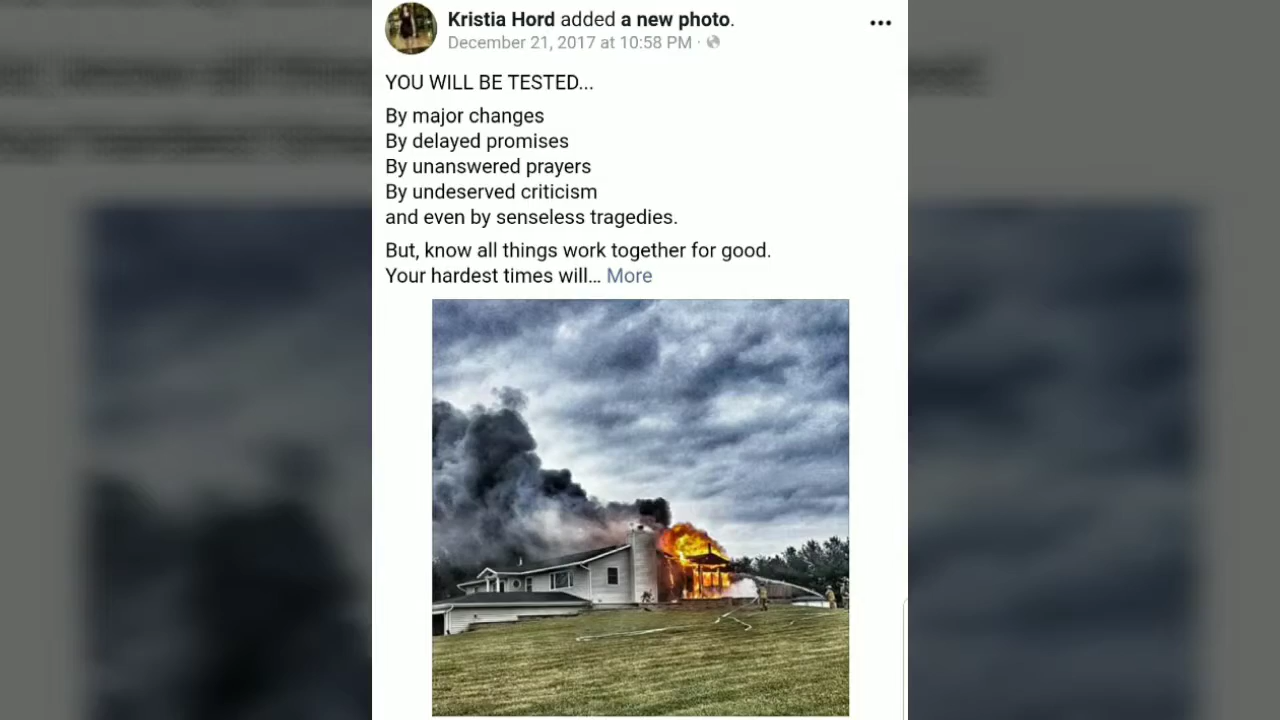 Kristia Hord added a new photo.
December 21, 2017 at 10:58 PM ·
YOU WILL BE TESTED...
By major changes
By delayed promises
By unanswered prayers
By undeserved criticism
and even by senseless tragedies.
But, know all things work together for good.
Your hardest times will... More